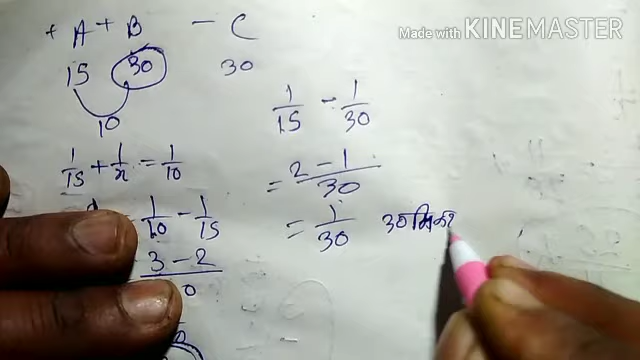 Made with KINEMASTER
+ A + B - C
15 30 30
10
1/15 + 1/x = 1/10
1/10 - 1/15
3 - 2
0
1/15 - 1/30
= 2 - 1 / 30
= 1/30 30